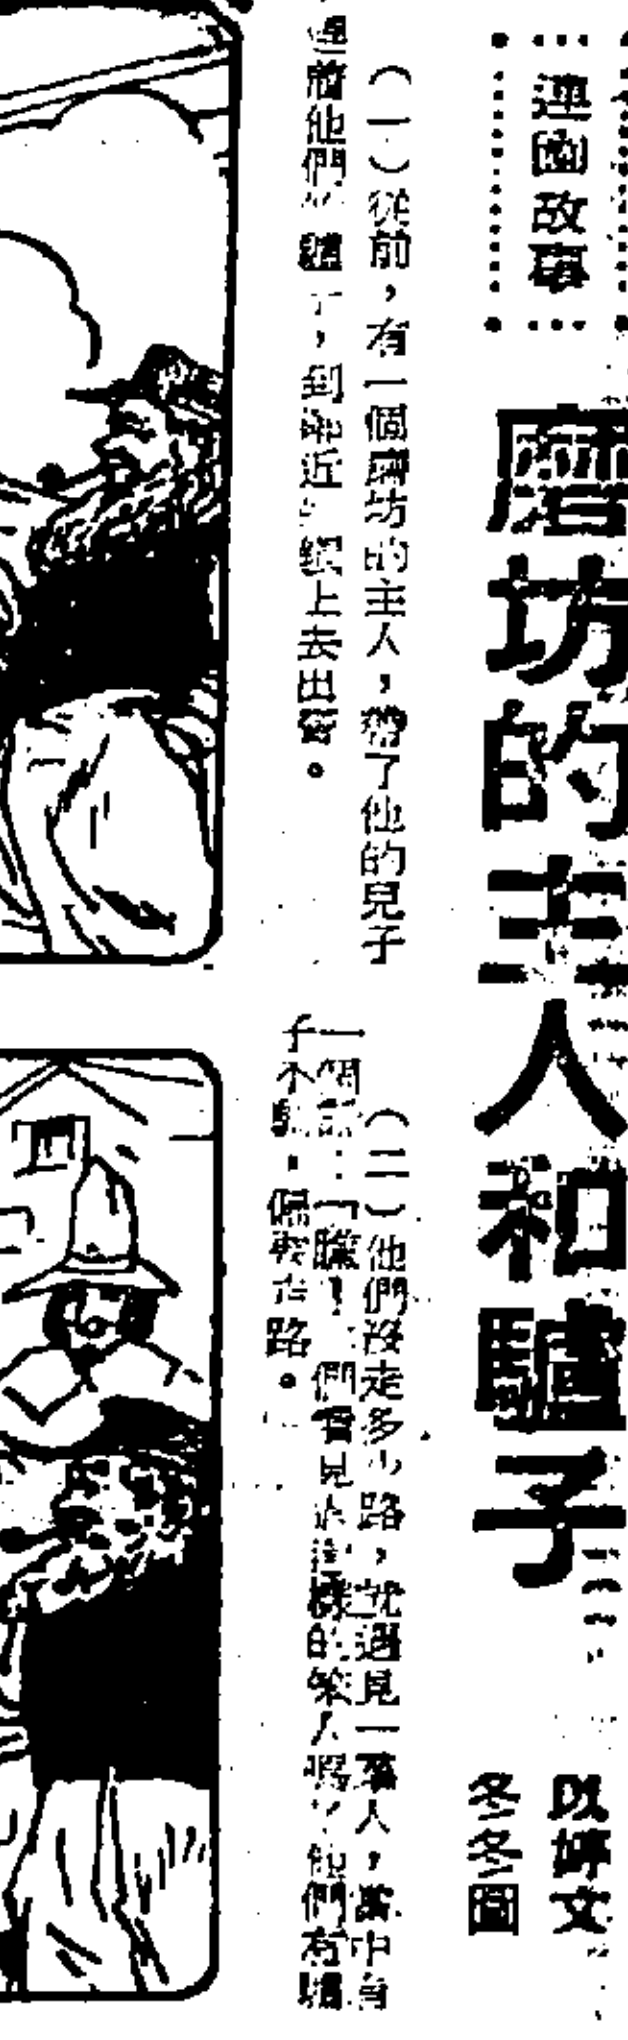 連圖故事
磨坊的主人和驢子
以婷文
冬冬圖
(一)從前,有一個磨坊的主人,帶了他的兒子
趕着他們的驢子,到鄰近的鎮上去出賣。
(二)他們沒走多少路,就遇見一羣人,當中有
一個說:「瞧!你們看見過這樣的笨人嗎?他們有驢
子不騎,偏要走路。